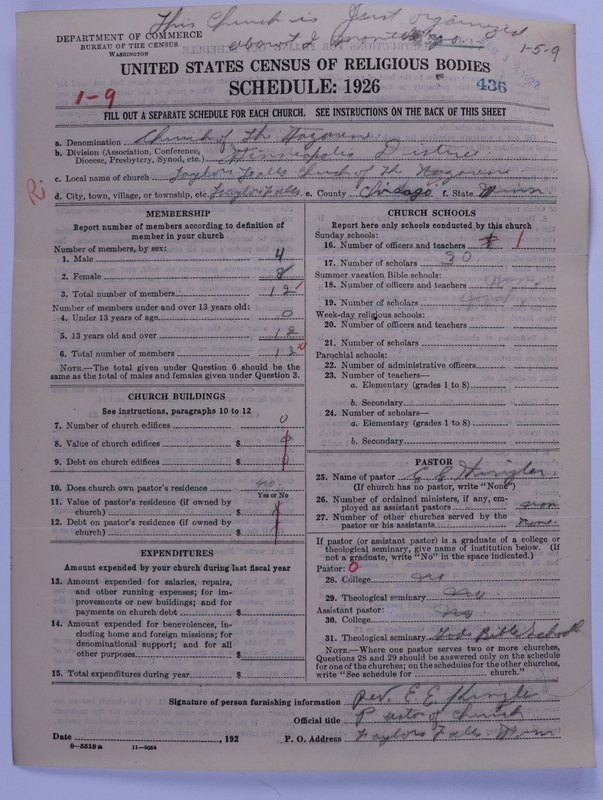 This Church is Just organized
about 2 months ago.
DEPARTMENT OF COMMERCE
BUREAU OF THE CENSUS
WASHINGTON
1-5-9
UNITED STATES CENSUS OF RELIGIOUS BODIES
SCHEDULE: 1926
436
1-9
FILL OUT A SEPARATE SCHEDULE FOR EACH CHURCH. SEE INSTRUCTIONS ON THE BACK OF THIS SHEET
a. Denomination Church of The Nazarene
b. Division (Association, Conference, Diocese, Presbytery, Synod, etc.) Minneapolis District
c. Local name of church Taylors Falls Church of The Nazarene
d. City, town, village, or township, etc. Taylors Falls e. County Chicago f. State Minn
MEMBERSHIP
Report number of members according to definition of
member in your church
Number of members, by sex:
1. Male 4
2. Female 8
3. Total number of members 12
Number of members under and over 13 years old:
4. Under 13 years of age 0
5. 13 years old and over 12
6. Total number of members 12
NOTE.—The total given under Question 6 should be the
same as the total of males and females given under Question 3.
CHURCH BUILDINGS
See instructions, paragraphs 10 to 12
7. Number of church edifices 0
8. Value of church edifices $ 0
9. Debt on church edifices $ 0
10. Does church own pastor's residence no
Yes or No
11. Value of pastor's residence (if owned by
church) $
12. Debt on pastor's residence (if owned by
church) $
EXPENDITURES
Amount expended by your church during last fiscal year
13. Amount expended for salaries, repairs,
and other running expenses; for im-
provements or new buildings; and for
payments on church debt $
14. Amount expended for benevolences, in-
cluding home and foreign missions; for
denominational support; and for all
other purposes $
15. Total expenditures during year $
CHURCH SCHOOLS
Report here only schools conducted by this church
Sunday schools:
16. Number of officers and teachers 1
17. Number of scholars 30
Summer vacation Bible schools:
18. Number of officers and teachers
19. Number of scholars
Week-day religious schools:
20. Number of officers and teachers
21. Number of scholars
Parochial schools:
22. Number of administrative officers
23. Number of teachers—
a. Elementary (grades 1 to 8)
b. Secondary
24. Number of scholars—
a. Elementary (grades 1 to 8)
b. Secondary
PASTOR
25. Name of pastor E E Wingler
(If church has no pastor, write "None")
26. Number of ordained ministers, if any, em-
ployed as assistant pastors non
27. Number of other churches served by the
pastor or his assistants none
If pastor (or assistant pastor) is a graduate of a college or
theological seminary, give name of institution below. (If
not a graduate, write "No" in the space indicated.)
Pastor: 0
28. College no
29. Theological seminary no
Assistant pastor:
30. College no
31. Theological seminary Gods Bible School
NOTE.—Where one pastor serves two or more churches,
Questions 28 and 29 should be answered only on the schedule
for one of the churches; on the schedules for the other churches,
write "See schedule for church."
Signature of person furnishing information Rev. E E Wingle
Official title Pastor of Church
Date , 192 P. O. Address Taylors Falls Minn
8-5518 a 11-9554